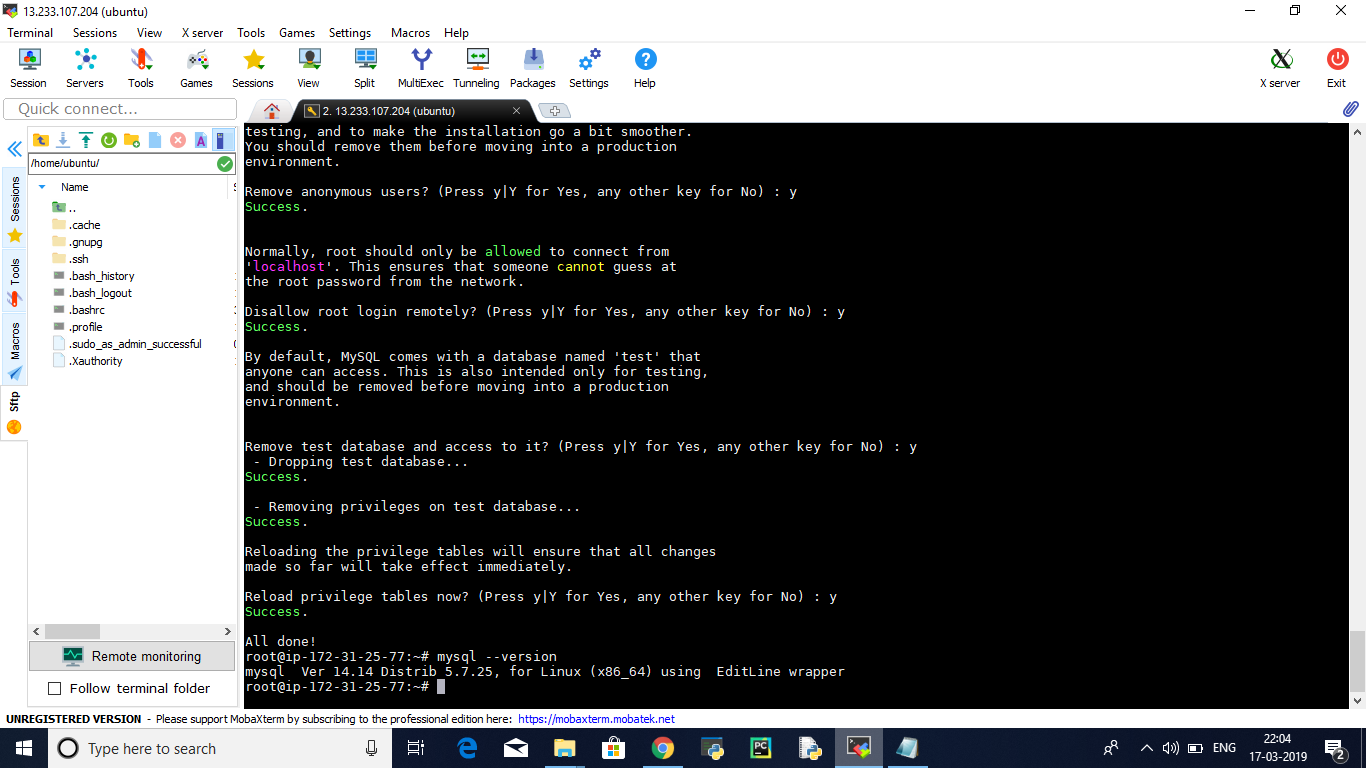 13.233.107.204 (ubuntu)
Terminal Sessions View X server Tools Games Settings Macros Help
Session Servers Tools Games Sessions View Split MultiExec Tunneling Packages Settings Help X server Exit
Quick connect...
2. 13.233.107.204 (ubuntu)
/home/ubuntu/
Name
..
.cache
.gnupg
.ssh
.bash_history
.bash_logout
.bashrc
.profile
.sudo_as_admin_successful
.Xauthority
Sessions
Tools
Macros
Sftp
Remote monitoring
Follow terminal folder
testing, and to make the installation go a bit smoother.
You should remove them before moving into a production
environment.
Remove anonymous users? (Press y|Y for Yes, any other key for No) : y
Success.
Normally, root should only be allowed to connect from
'localhost'. This ensures that someone cannot guess at
the root password from the network.
Disallow root login remotely? (Press y|Y for Yes, any other key for No) : y
Success.
By default, MySQL comes with a database named 'test' that
anyone can access. This is also intended only for testing,
and should be removed before moving into a production
environment.
Remove test database and access to it? (Press y|Y for Yes, any other key for No) : y
- Dropping test database...
Success.
- Removing privileges on test database...
Success.
Reloading the privilege tables will ensure that all changes
made so far will take effect immediately.
Reload privilege tables now? (Press y|Y for Yes, any other key for No) : y
Success.
All done!
root@ip-172-31-25-77:~# mysql --version
mysql  Ver 14.14 Distrib 5.7.25, for Linux (x86_64) using  EditLine wrapper
root@ip-172-31-25-77:~#
UNREGISTERED VERSION - Please support MobaXterm by subscribing to the professional edition here: https://mobaxterm.mobatek.net
Type here to search
ENG
22:04
17-03-2019
2